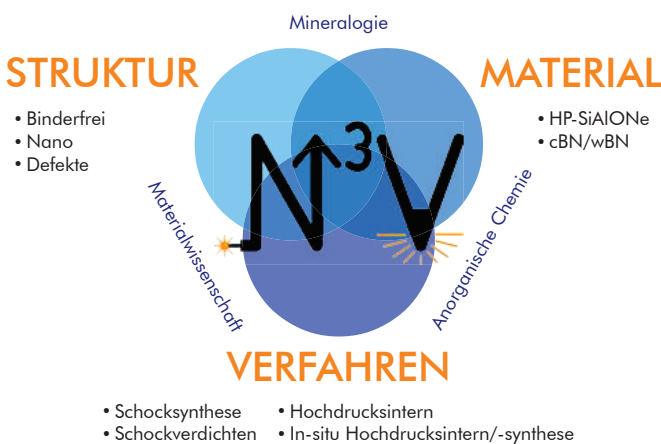 Mineralogie
STRUKTUR
• Binderfrei
• Nano
• Defekte
MATERIAL
• HP-SiAlONe
• cBN/wBN
N↑³V
Materialwissenschaft
Anorganische Chemie
VERFAHREN
• Schocksynthese
• Schockverdichten
• Hochdrucksintern
• In-situ Hochdrucksintern/-synthese